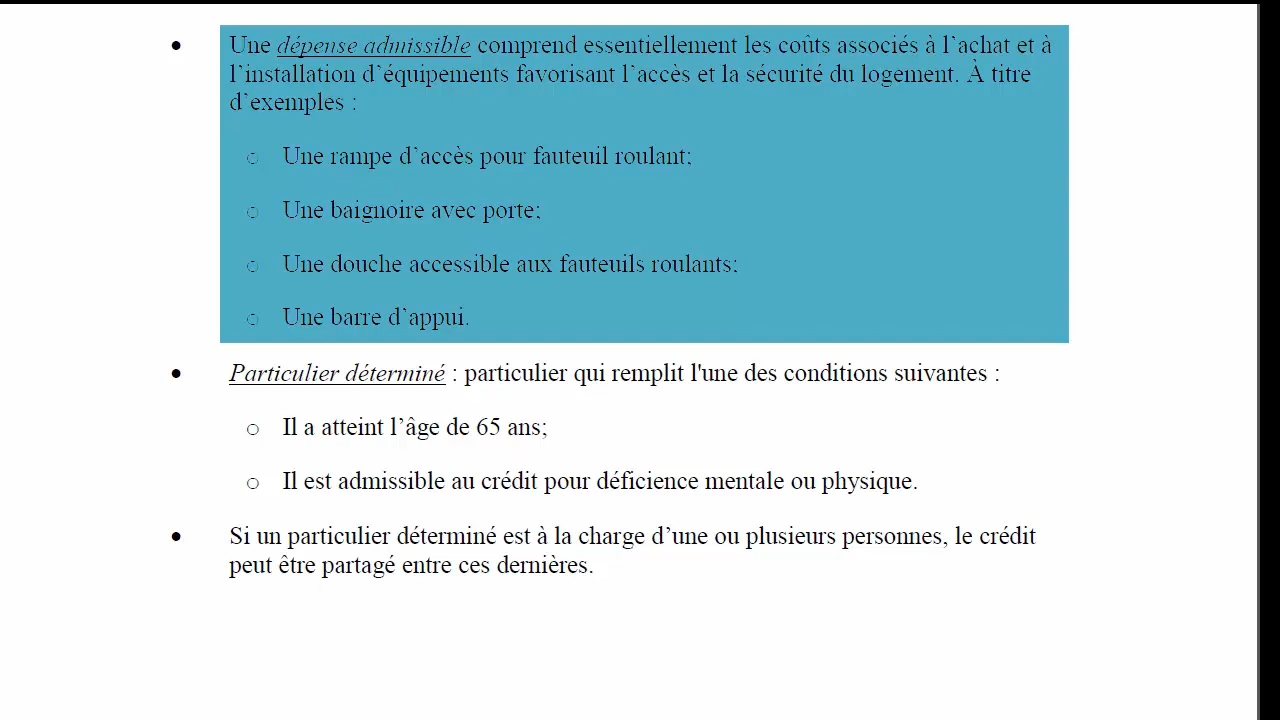 • Une dépense admissible comprend essentiellement les coûts associés à l’achat et à
l’installation d’équipements favorisant l’accès et la sécurité du logement. À titre
d’exemples :
o Une rampe d’accès pour fauteuil roulant;
o Une baignoire avec porte;
o Une douche accessible aux fauteuils roulants;
o Une barre d’appui.
• Particulier déterminé : particulier qui remplit l'une des conditions suivantes :
o Il a atteint l’âge de 65 ans;
o Il est admissible au crédit pour déficience mentale ou physique.
• Si un particulier déterminé est à la charge d’une ou plusieurs personnes, le crédit
peut être partagé entre ces dernières.